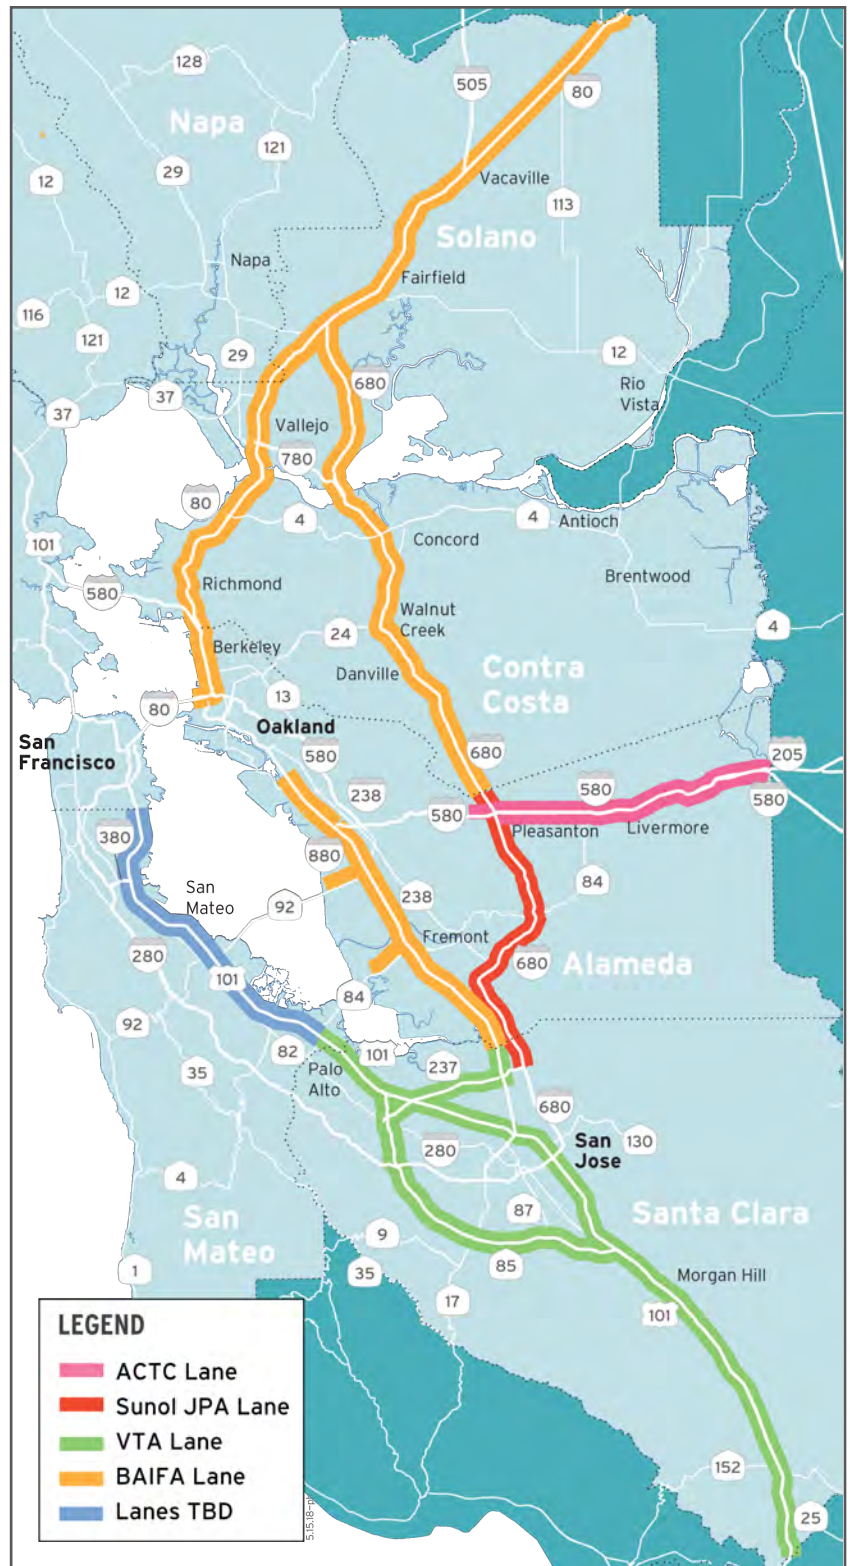 128
505
80
Napa
121
29
12
Vacaville
113
Solano
Napa
Fairfield
12
116
121
29
12
680
Rio
Vista
37
37
Vallejo
780
80
4
4
Antioch
101
Concord
Brentwood
580
Richmond
Walnut
Creek
24
4
Berkeley
Danville
Contra
Costa
13
80
Oakland
San
Francisco
580
680
205
238
580
580
580
Pleasanton
Livermore
380
880
84
San
Mateo
92
238
Fremont
280
680
Alameda
101
84
92
82
101
237
Palo
Alto
35
680
280
San
Jose
130
4
87
Santa Clara
San
Mateo
9
85
1
35
Morgan Hill
17
101
LEGEND
ACTC Lane
Sunol JPA Lane
VTA Lane
BAIFA Lane
Lanes TBD
152
25